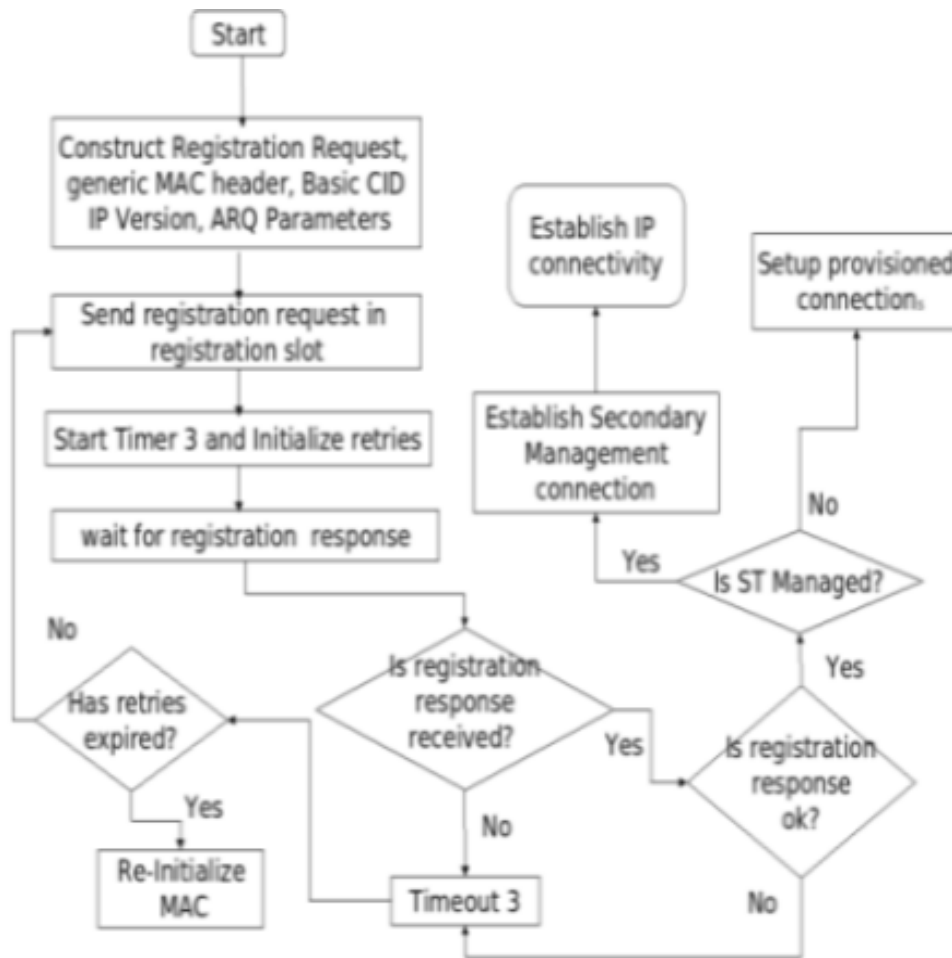 Start
Construct Registration Request,
generic MAC header, Basic CID
IP Version, ARQ Parameters
Send registration request in
registration slot
Start Timer 3 and Initialize retries
wait for registration response
Establish IP
connectivity
Setup provisioned
connections
Establish Secondary
Management
connection
No
Yes
Is ST Managed?
No
Is registration
response
received?
Yes
Has retries
expired?
Yes
Is registration
response
ok?
Yes
No
Re-Initialize
MAC
Timeout 3
No